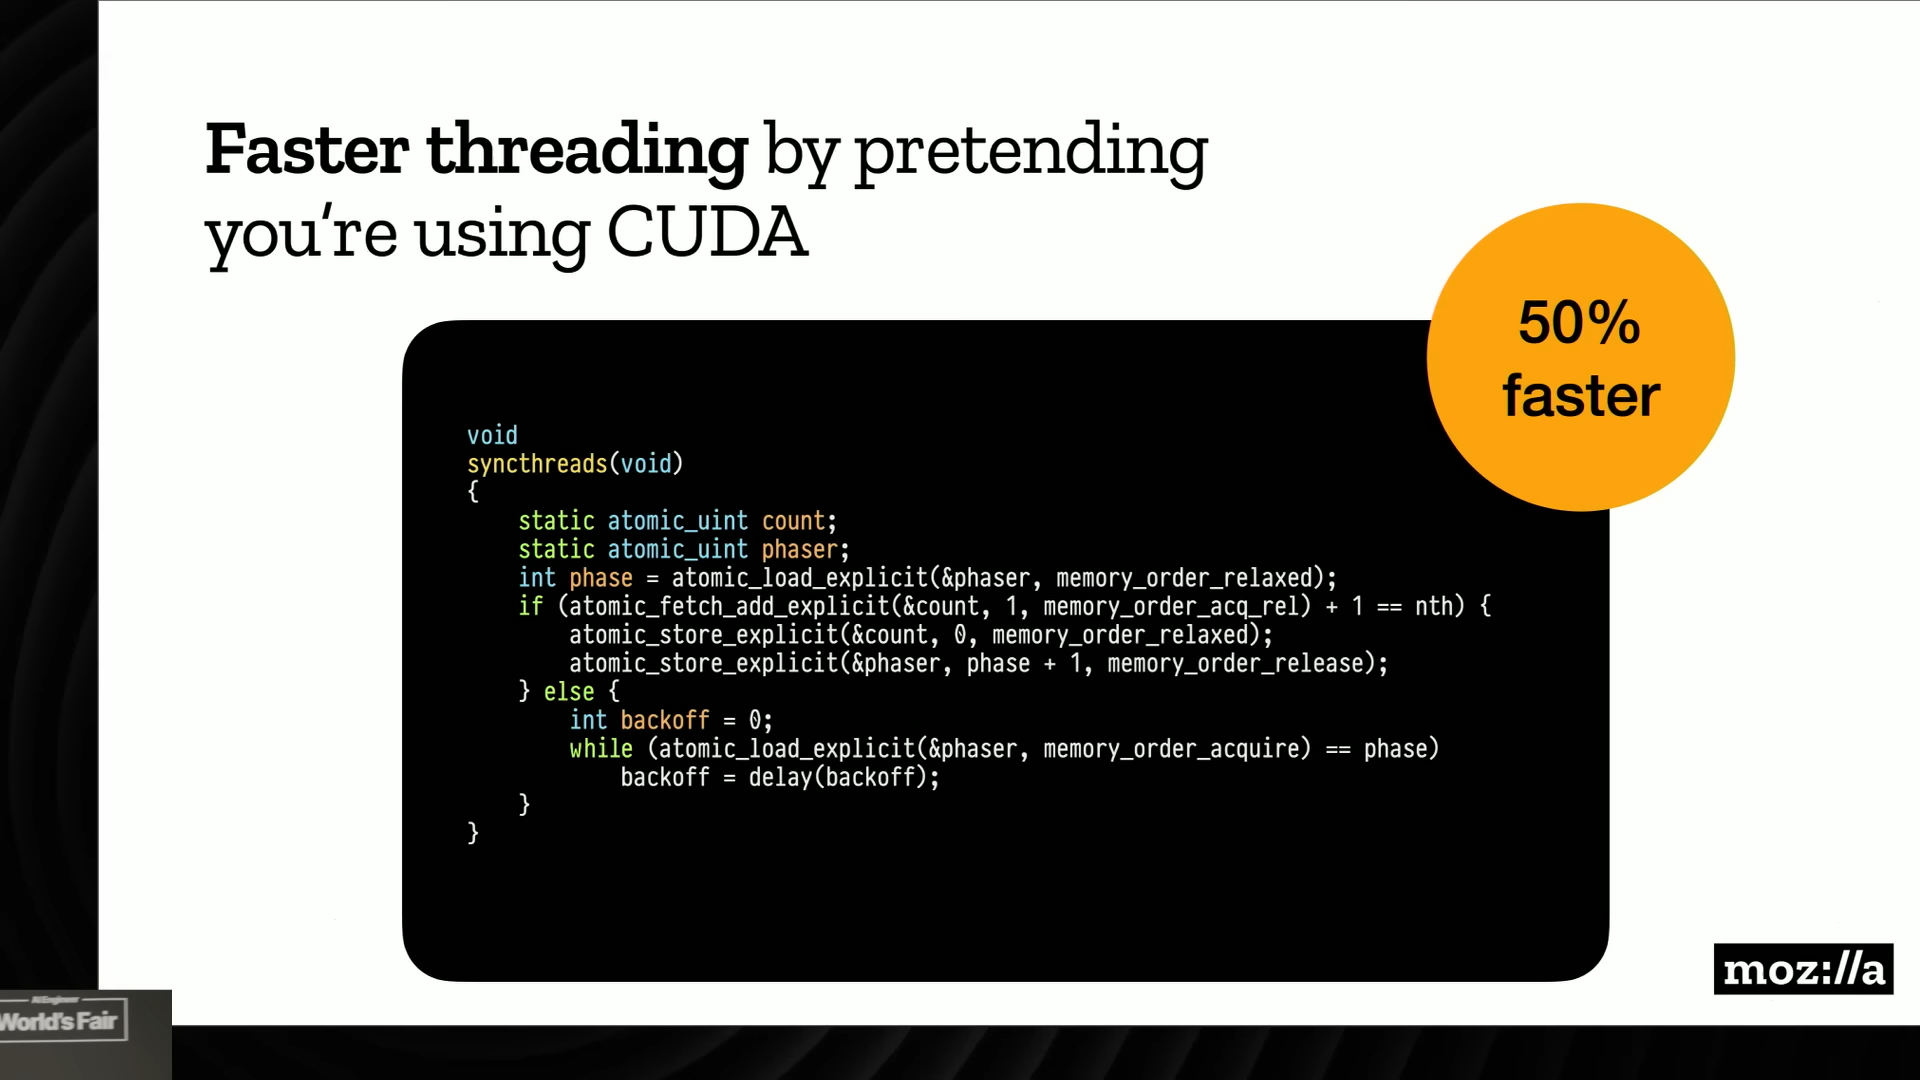 Faster threading by pretending
you're using CUDA
50%
faster
void
syncthreads(void)
{
    static atomic_uint count;
    static atomic_uint phaser;
    int phase = atomic_load_explicit(&phaser, memory_order_relaxed);
    if (atomic_fetch_add_explicit(&count, 1, memory_order_acq_rel) + 1 == nth) {
        atomic_store_explicit(&count, 0, memory_order_relaxed);
        atomic_store_explicit(&phaser, phase + 1, memory_order_release);
    } else {
        int backoff = 0;
        while (atomic_load_explicit(&phaser, memory_order_acquire) == phase)
            backoff = delay(backoff);
    }
}
moz://a
AI Engineer
World's Fair